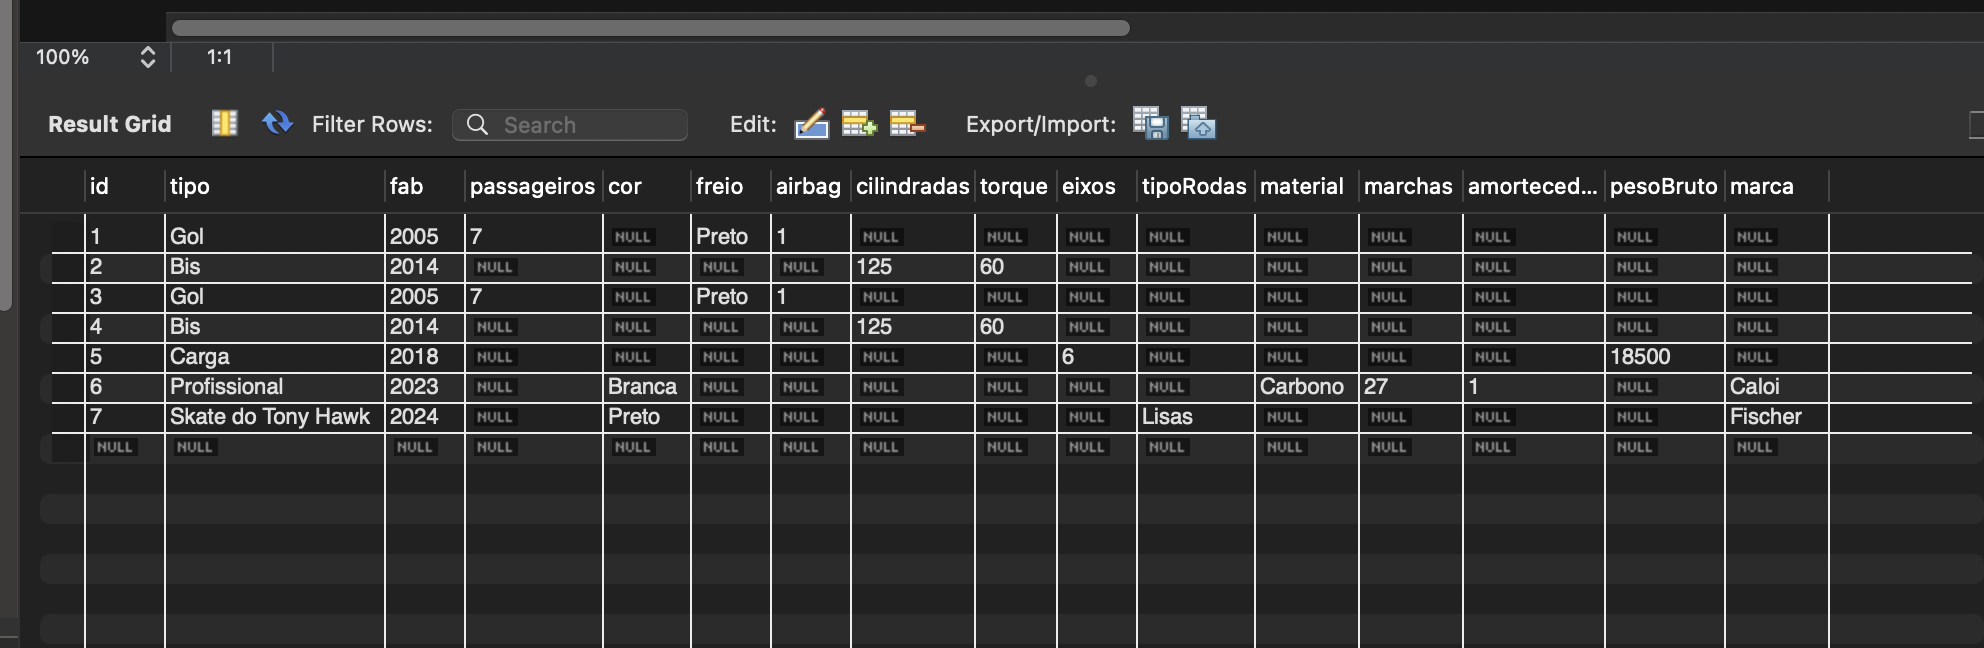 100% 1:1
Result Grid Filter Rows: Search Edit: Export/Import:
id tipo fab passageiros cor freio airbag cilindradas torque eixos tipoRodas material marchas amorteced... pesoBruto marca
1 Gol 2005 7 NULL Preto 1 NULL NULL NULL NULL NULL NULL NULL NULL NULL
2 Bis 2014 NULL NULL NULL NULL 125 60 NULL NULL NULL NULL NULL NULL NULL
3 Gol 2005 7 NULL Preto 1 NULL NULL NULL NULL NULL NULL NULL NULL NULL
4 Bis 2014 NULL NULL NULL NULL 125 60 NULL NULL NULL NULL NULL NULL NULL
5 Carga 2018 NULL NULL NULL NULL NULL NULL 6 NULL NULL NULL NULL 18500 NULL
6 Profissional 2023 NULL Branca NULL NULL NULL NULL NULL NULL Carbono 27 1 NULL Caloi
7 Skate do Tony Hawk 2024 NULL Preto NULL NULL NULL NULL NULL Lisas NULL NULL NULL NULL Fischer
NULL NULL NULL NULL NULL NULL NULL NULL NULL NULL NULL NULL NULL NULL NULL NULL